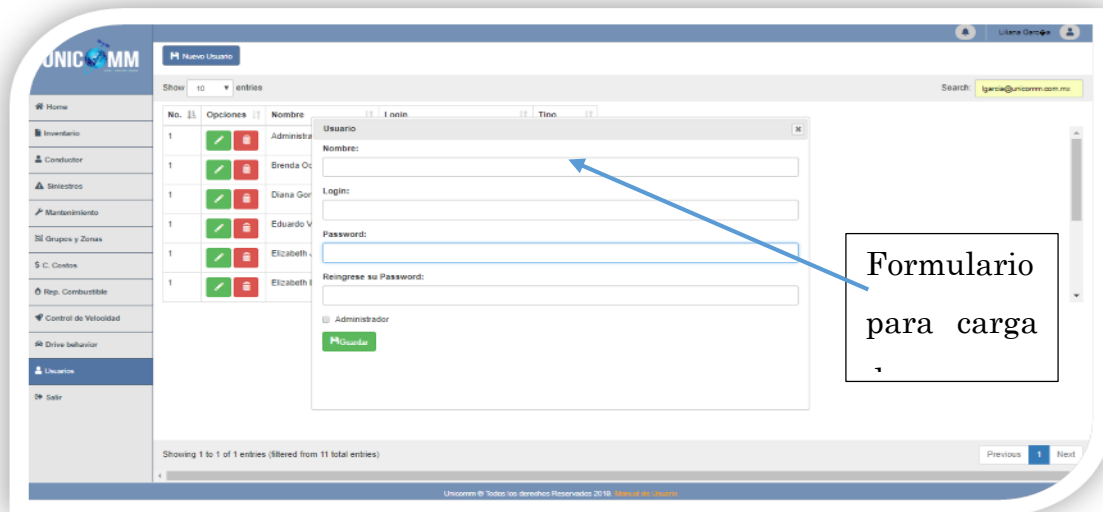 Liliana Garc�a
UNICOMM
Nuevo Usuario
Show 10 entries
Search: lgarcia@unicomm.com.mx
Home
Inventario
Conductor
Siniestros
Mantenimiento
Grupos y Zonas
$ C. Costos
Rep. Combustible
Control de Velocidad
Drive behavior
Usuarios
Salir
No. Opciones Nombre Login Tipo
1 Administra
1 Brenda Oc
1 Diana Gon
1 Eduardo V
1 Elizabeth
1 Elizabeth
Usuario
Nombre:
Login:
Password:
Reingrese su Password:
Administrador
Guardar
Formulario
para carga
Showing 1 to 1 of 1 entries (filtered from 11 total entries)
Previous 1 Next
Unicomm ® Todos los derechos Reservados 2018. Manual de Usuario